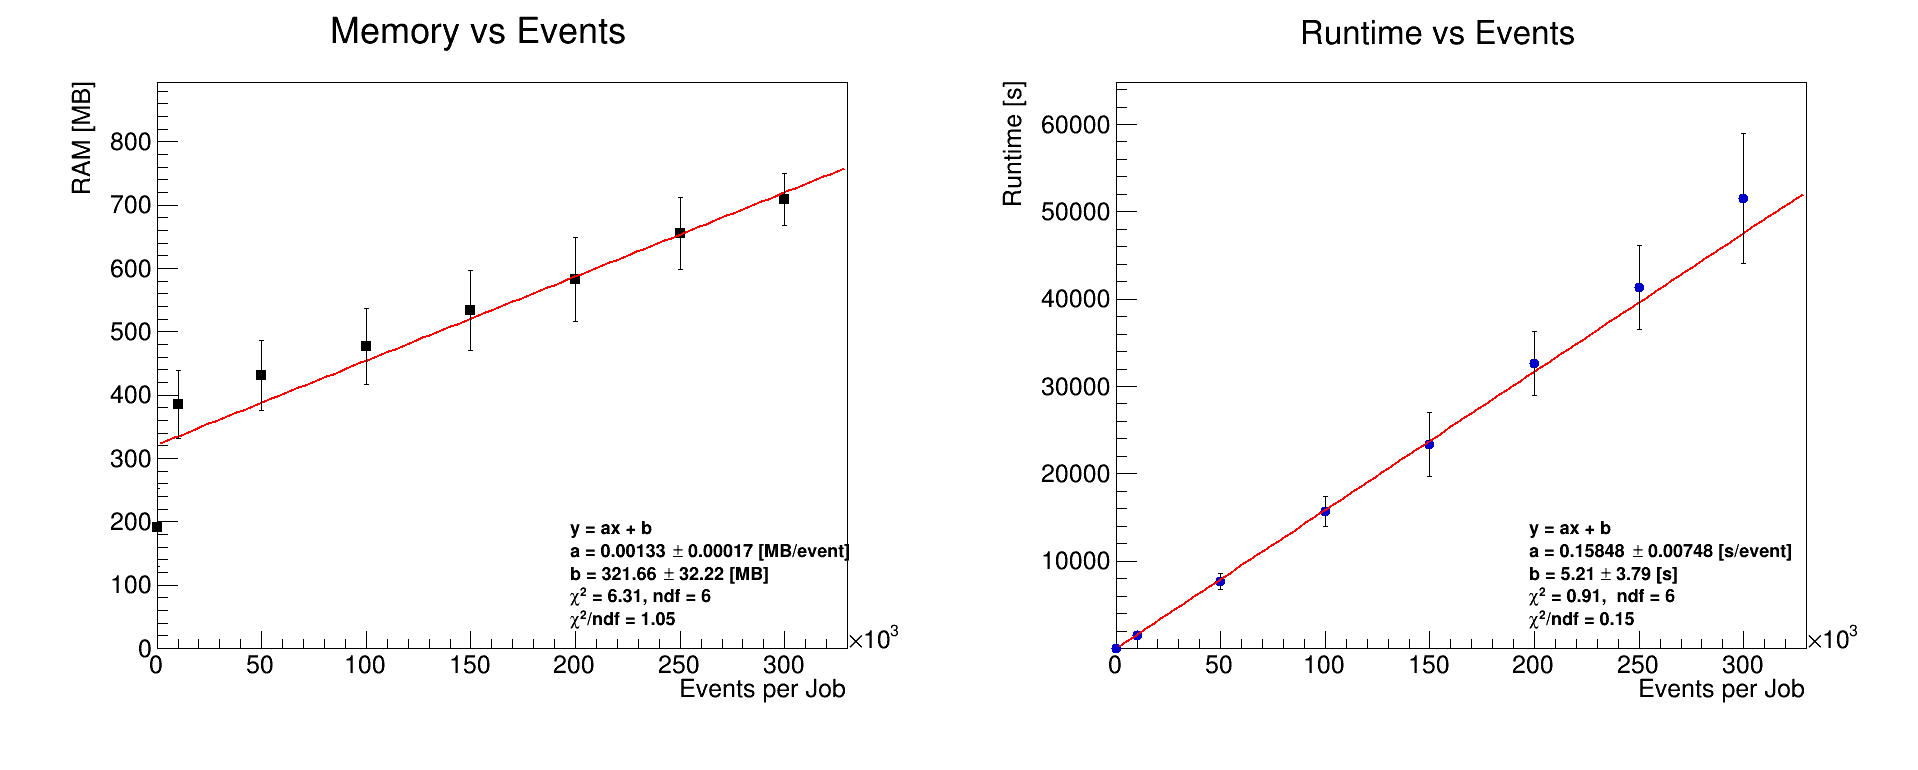 Memory vs Events
RAM [MB]
800
700
600
500
400
300
200
100
0
0 50 100 150 200 250 300
×10³
Events per Job
y = ax + b
a = 0.00133 ± 0.00017 [MB/event]
b = 321.66 ± 32.22 [MB]
χ² = 6.31, ndf = 6
χ²/ndf = 1.05
Runtime vs Events
Runtime [s]
60000
50000
40000
30000
20000
10000
0 50 100 150 200 250 300
×10³
Events per Job
y = ax + b
a = 0.15848 ± 0.00748 [s/event]
b = 5.21 ± 3.79 [s]
χ² = 0.91, ndf = 6
χ²/ndf = 0.15